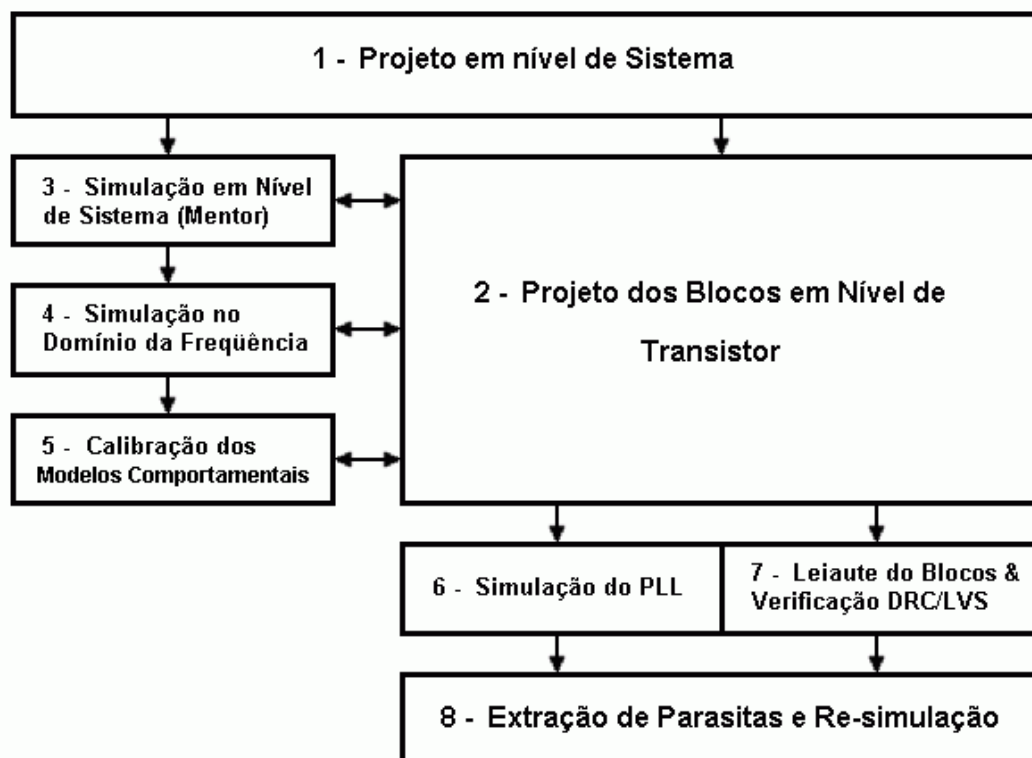 1 - Projeto em nível de Sistema
3 - Simulação em Nível
de Sistema (Mentor)
2 - Projeto dos Blocos em Nível de
Transistor
4 - Simulação no
Domínio da Freqüência
5 - Calibração dos
Modelos Comportamentais
6 - Simulação do PLL
7 - Leiaute do Blocos &
Verificação DRC/LVS
8 - Extração de Parasitas e Re-simulação